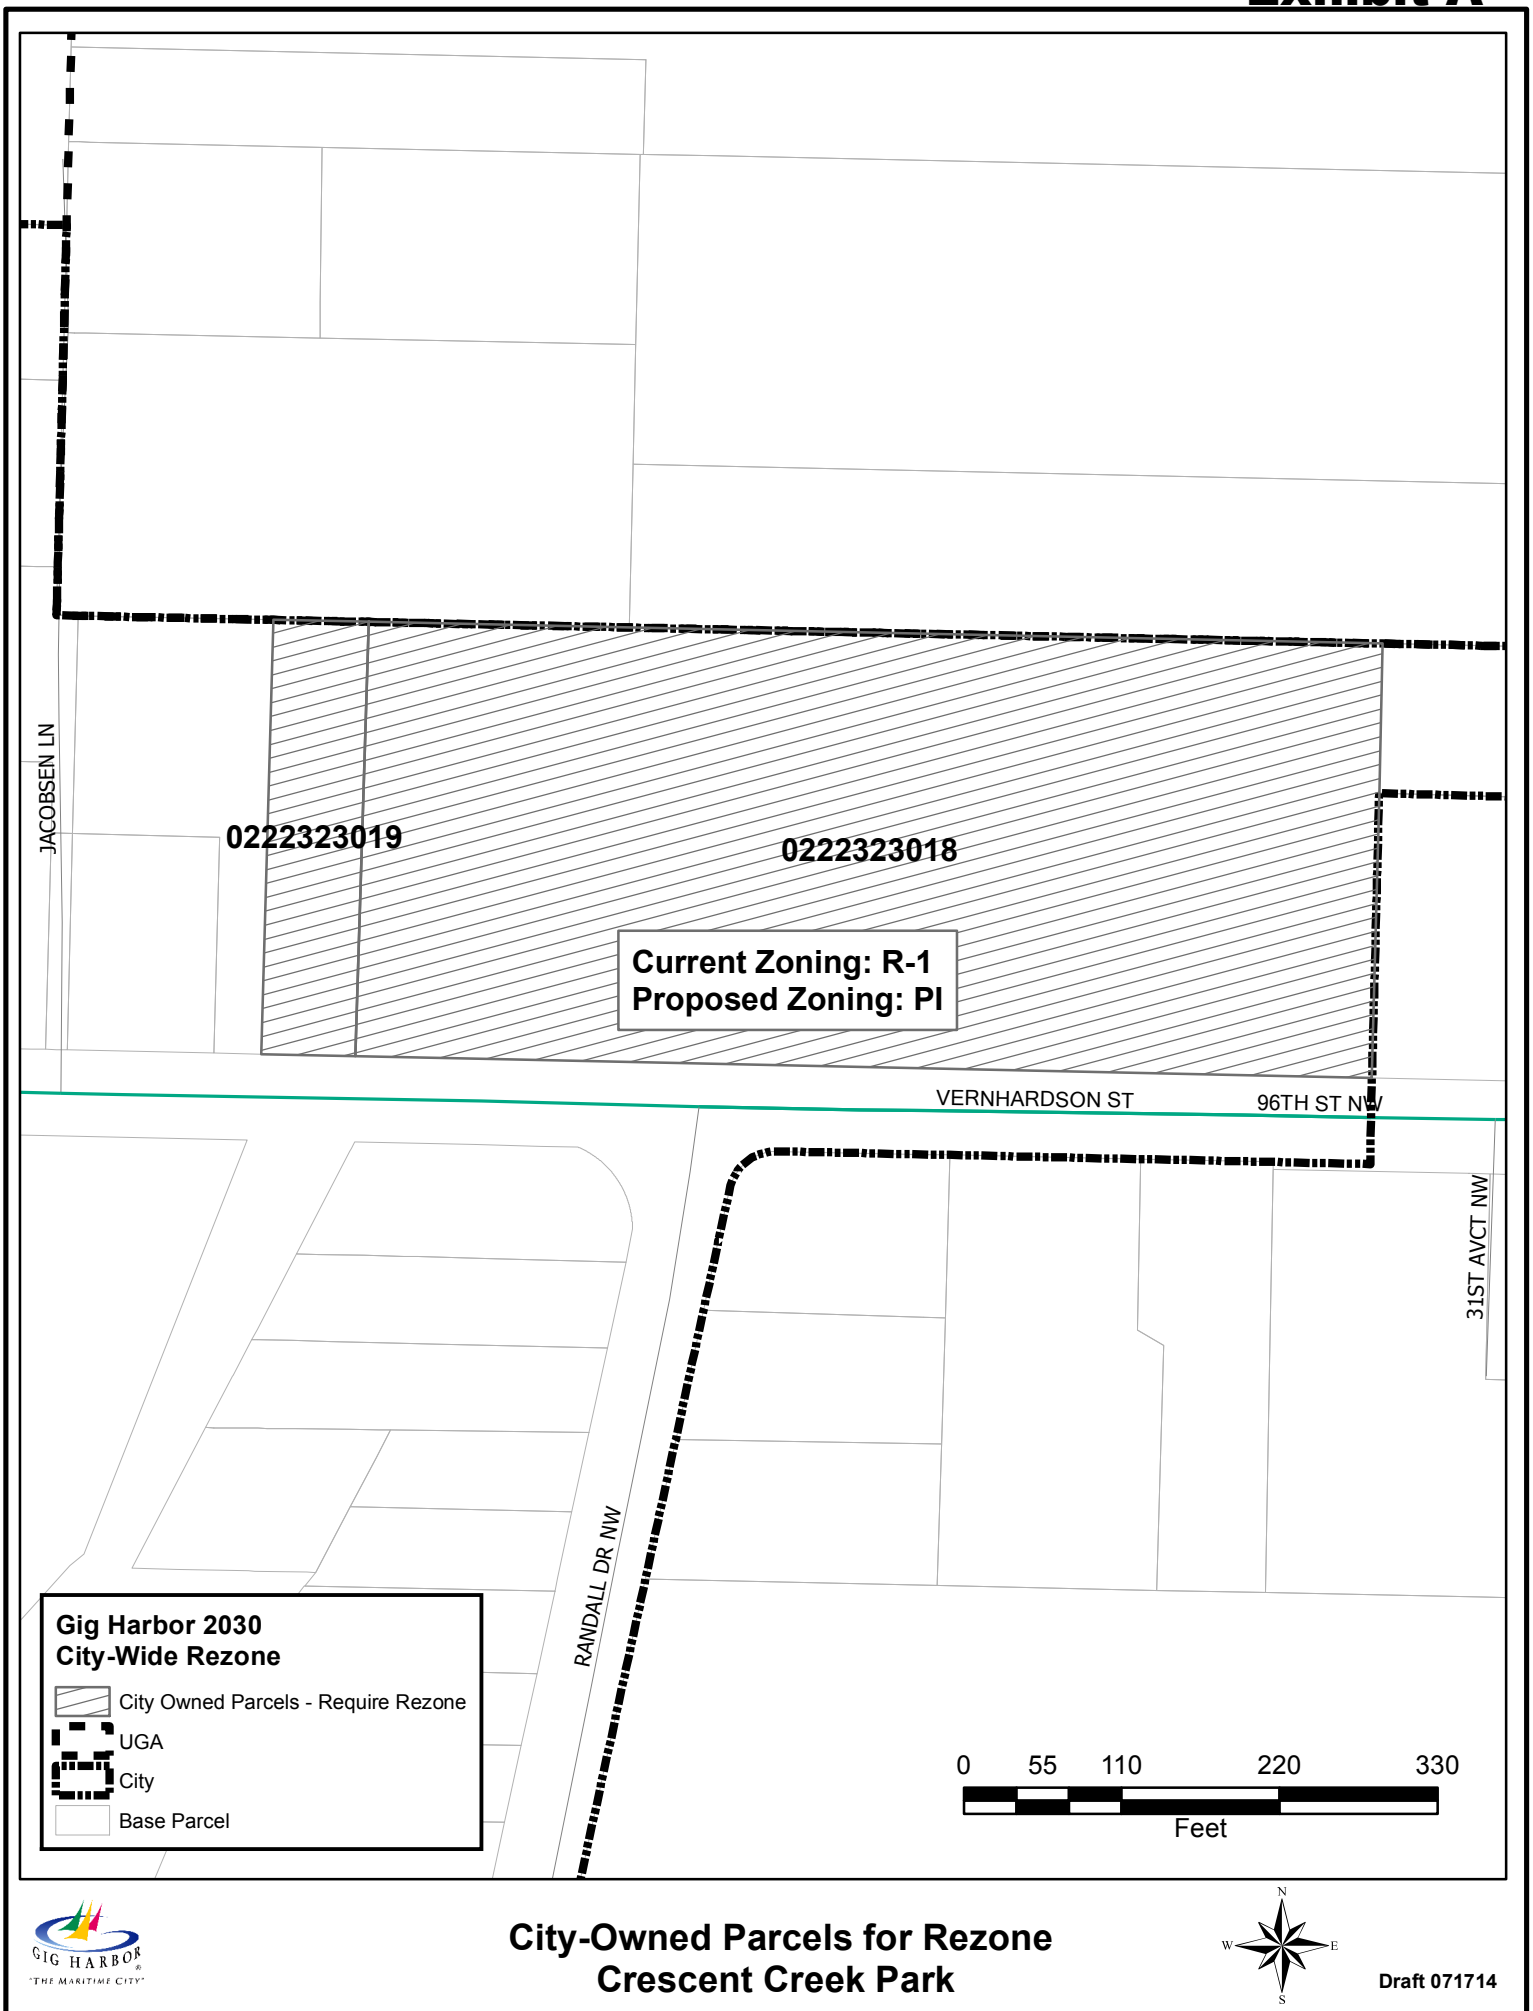 Exhibit A
JACOBSEN LN
0222323019
0222323018
Current Zoning: R-1
Proposed Zoning: PI
VERNHARDSON ST
96TH ST NW
31ST AVCT NW
RANDALL DR NW
Gig Harbor 2030
City-Wide Rezone
City Owned Parcels - Require Rezone
UGA
City
Base Parcel
0 55 110 220 330
Feet
GIG HARBOR ®
"THE MARITIME CITY"
City-Owned Parcels for Rezone
Crescent Creek Park
N
W E
S
Draft 071714